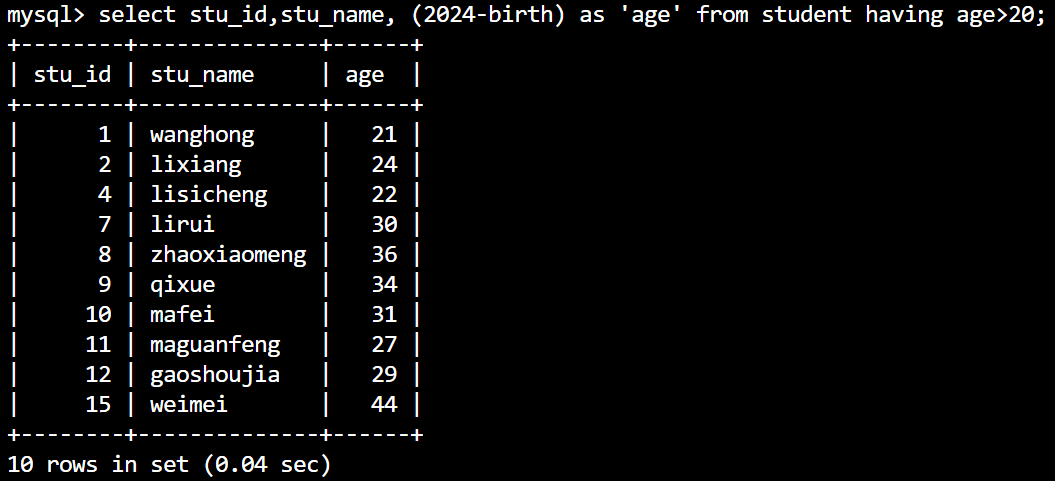 mysql> select stu_id,stu_name, (2024-birth) as 'age' from student having age>20;
+--------+--------------+------+
| stu_id | stu_name     | age  |
+--------+--------------+------+
|      1 | wanghong     |   21 |
|      2 | lixiang      |   24 |
|      4 | lisicheng    |   22 |
|      7 | lirui        |   30 |
|      8 | zhaoxiaomeng |   36 |
|      9 | qixue        |   34 |
|     10 | mafei        |   31 |
|     11 | maguanfeng   |   27 |
|     12 | gaoshoujia   |   29 |
|     15 | weimei       |   44 |
+--------+--------------+------+
10 rows in set (0.04 sec)